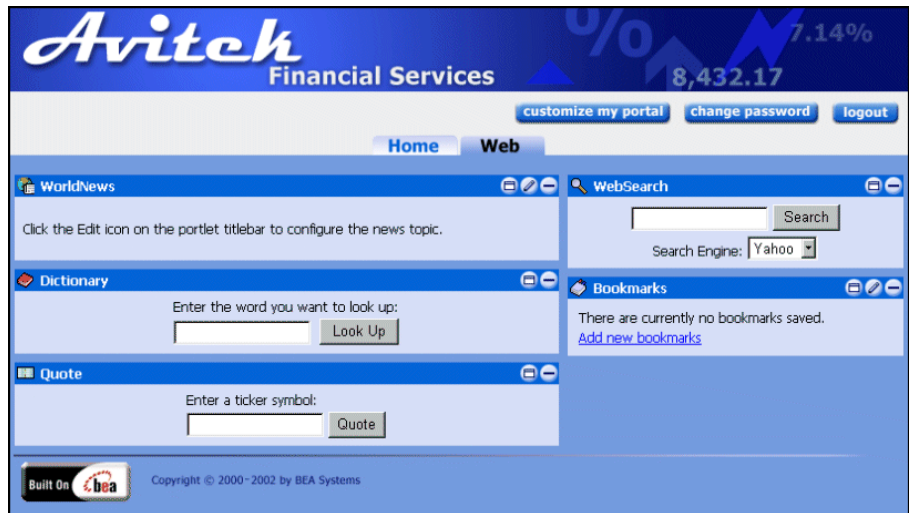 Avitek
Financial Services
%
7.14%
8,432.17
customize my portal
change password
logout
Home
Web
WorldNews
Click the Edit icon on the portlet titlebar to configure the news topic.
Dictionary
Enter the word you want to look up:
Look Up
Quote
Enter a ticker symbol:
Quote
WebSearch
Search
Search Engine: Yahoo
Bookmarks
There are currently no bookmarks saved.
Add new bookmarks
Built On bea
Copyright © 2000-2002 by BEA Systems